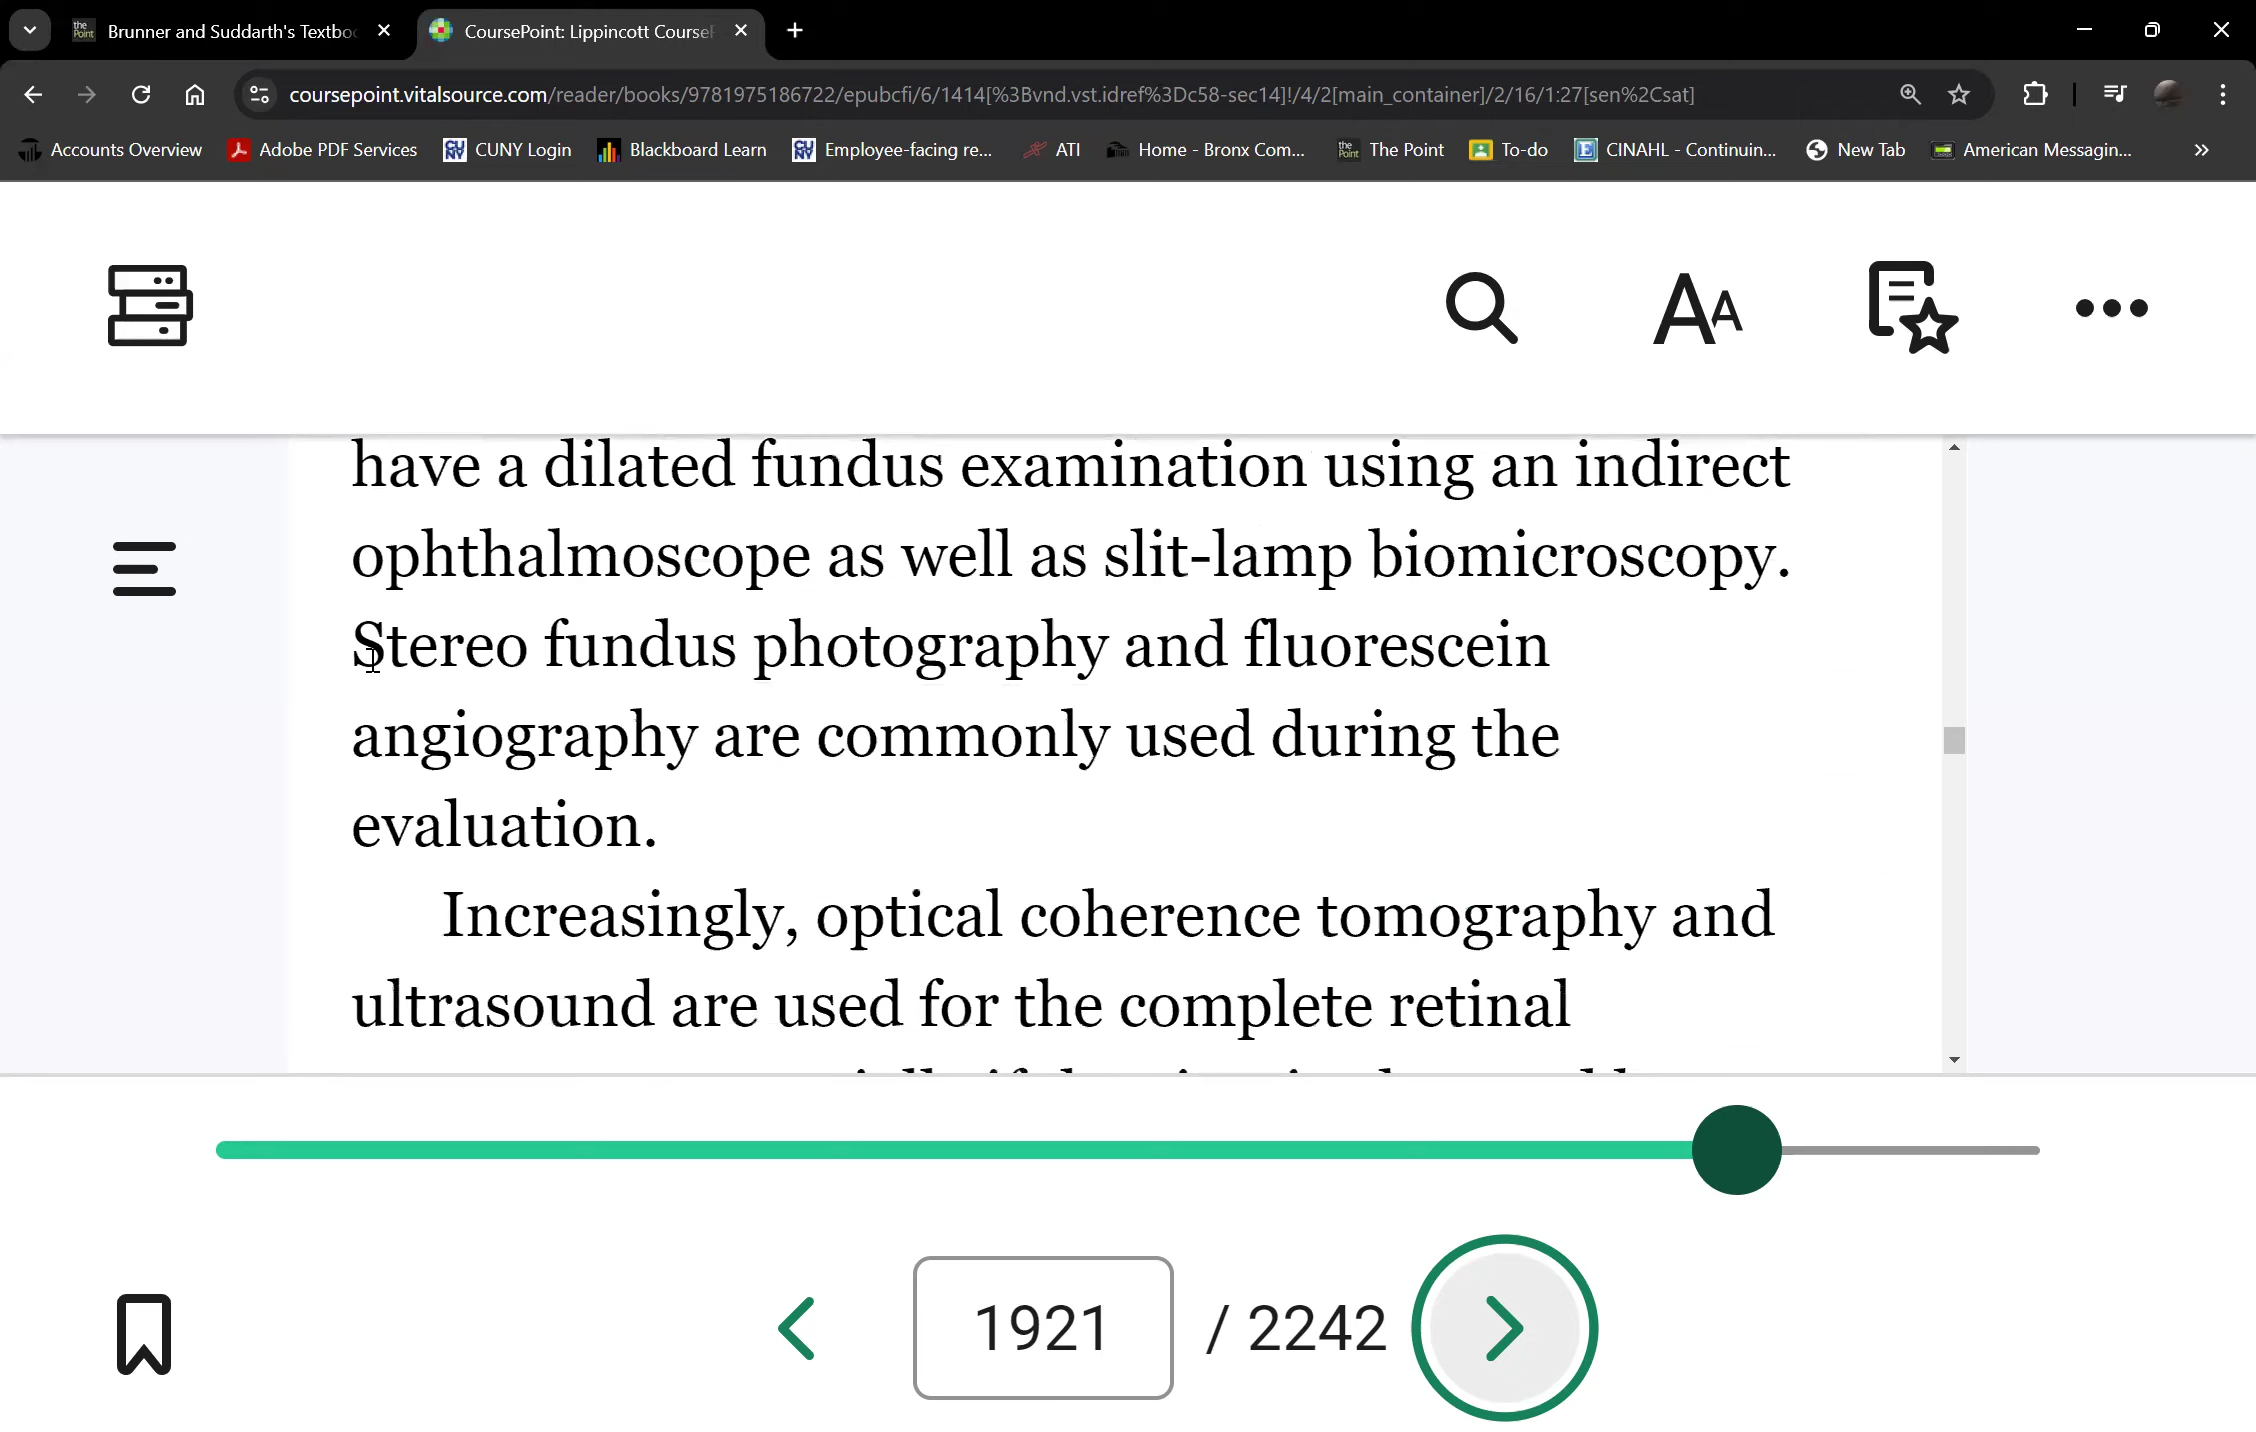 the Point
Brunner and Suddarth's Textboo
CoursePoint: Lippincott CourseP
coursepoint.vitalsource.com/reader/books/9781975186722/epubcfi/6/1414[%3Bvnd.vst.idref%3Dc58-sec14]!/4/2[main_container]/2/16/1:27[sen%2Csat]
Accounts Overview
Adobe PDF Services
CUNY Login
Blackboard Learn
Employee-facing re...
ATI
Home - Bronx Com...
The Point
To-do
CINAHL - Continuin...
New Tab
American Messagin...
»
AA
have a dilated fundus examination using an indirect
ophthalmoscope as well as slit-lamp biomicroscopy.
Stereo fundus photography and fluorescein
angiography are commonly used during the
evaluation.
Increasingly, optical coherence tomography and
ultrasound are used for the complete retinal
1921 / 2242